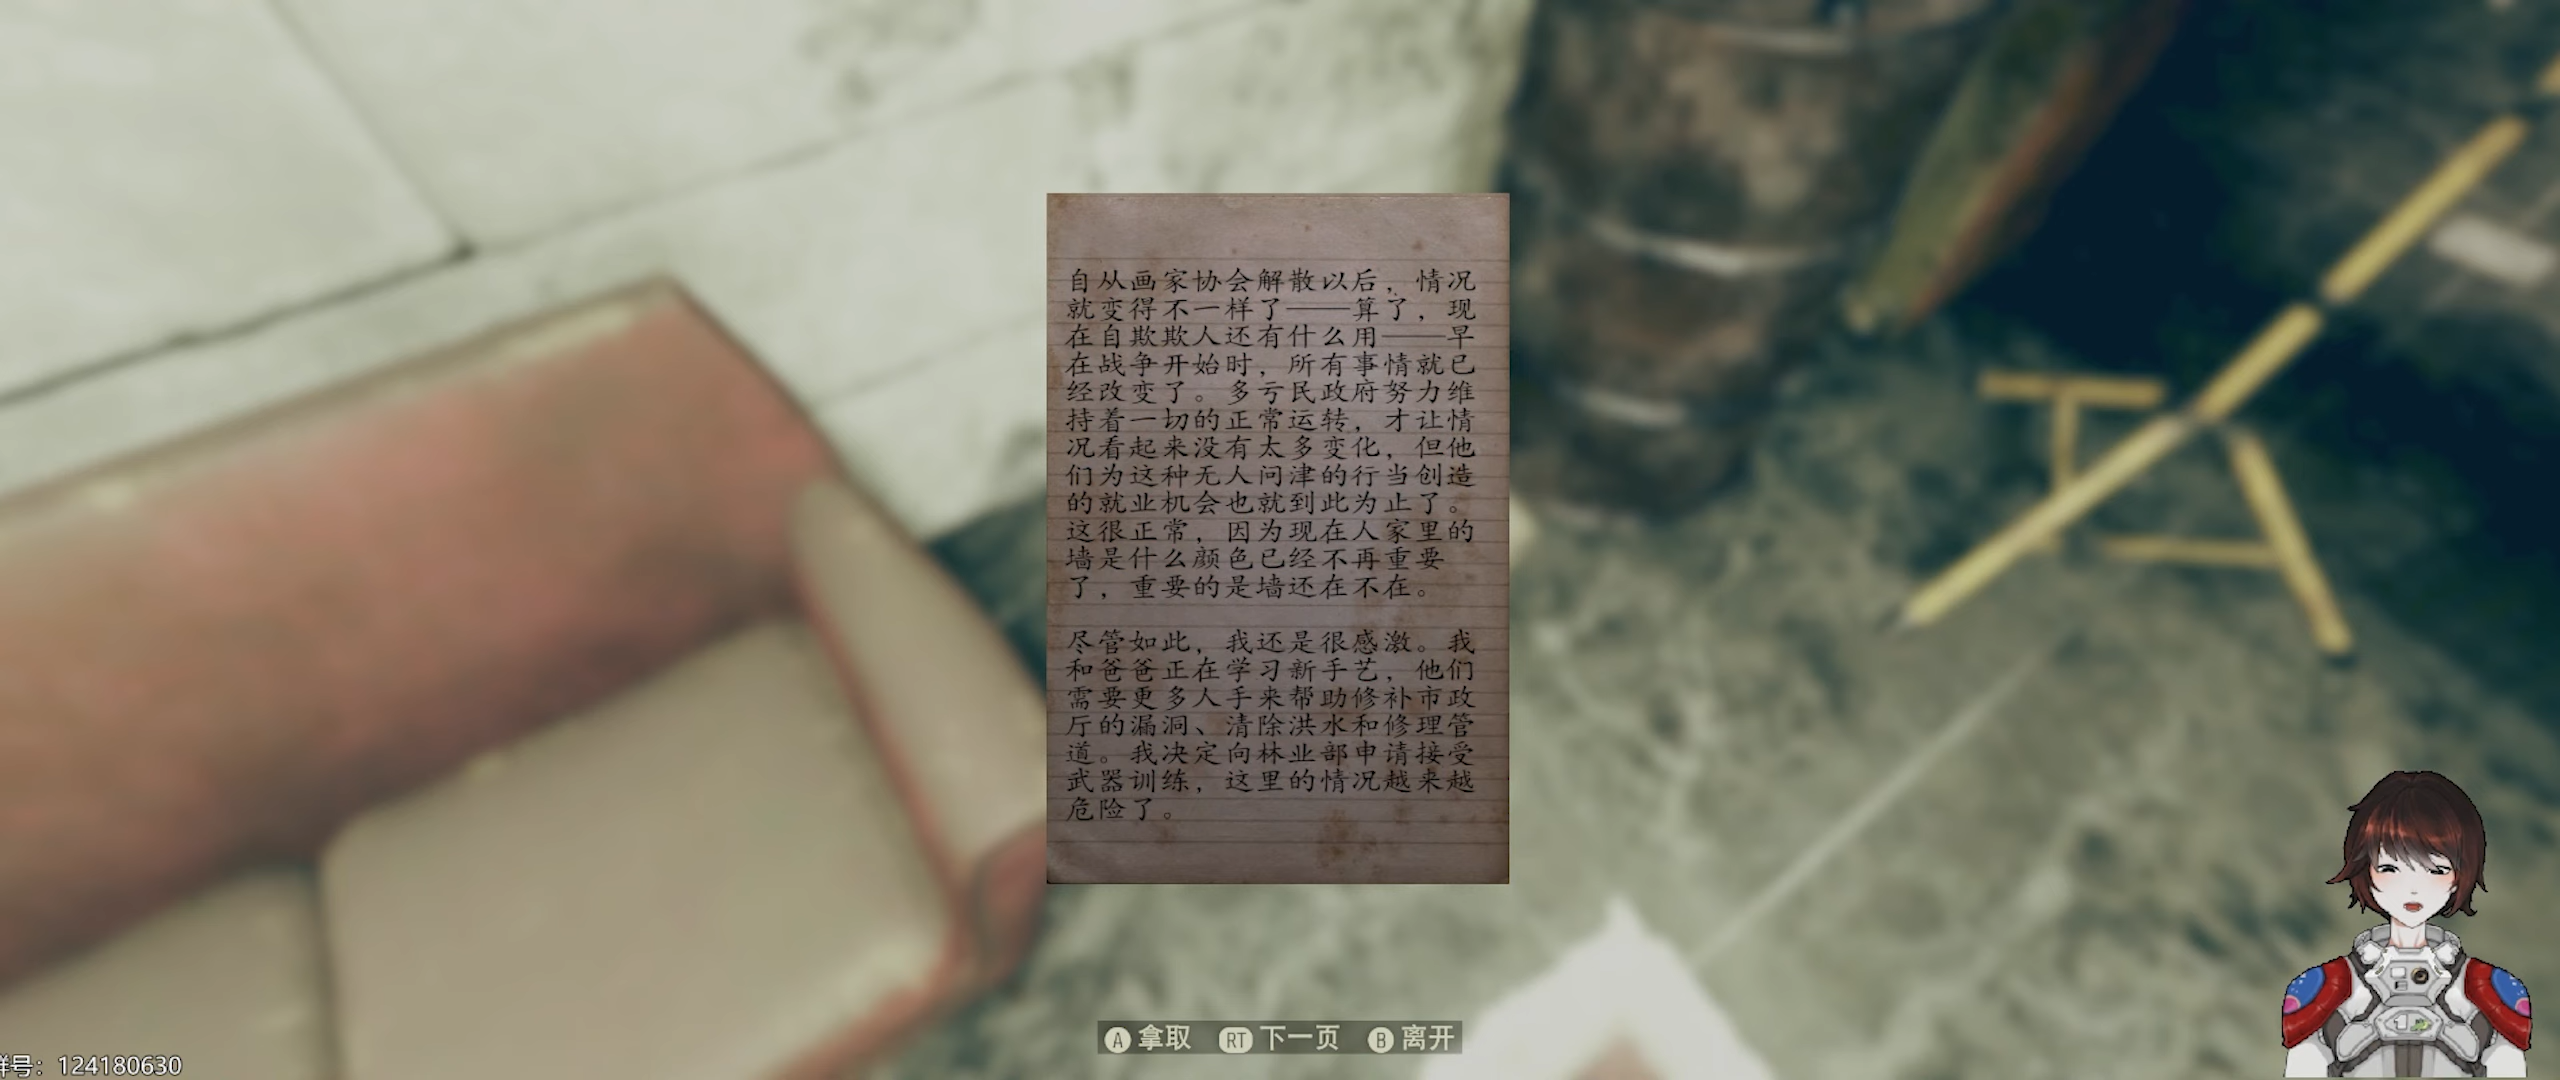 自从画家协会解散以后，情况
就变得不一样了——算了，现
在自欺欺人还有什么用——早
在战争开始时，所有事情就已
经改变了。多亏民政府努力维
持着一切的正常运转，才让情
况看起来没有太多变化，但他
们为这种无人问津的行当创造
的就业机会也就到此为止了。
这很正常，因为现在人家里的
墙是什么颜色已经不再重要
了，重要的是墙还在不在。
尽管如此，我还是很感激。我
和爸爸正在学习新手艺，他们
需要更多人手来帮助修补市政
厅的漏洞、清除洪水和修理管
道。我决定向林业部申请接受
武器训练，这里的情况越来越
危险了。
A 拿取 RT 下一页 B 离开
群号：124180630